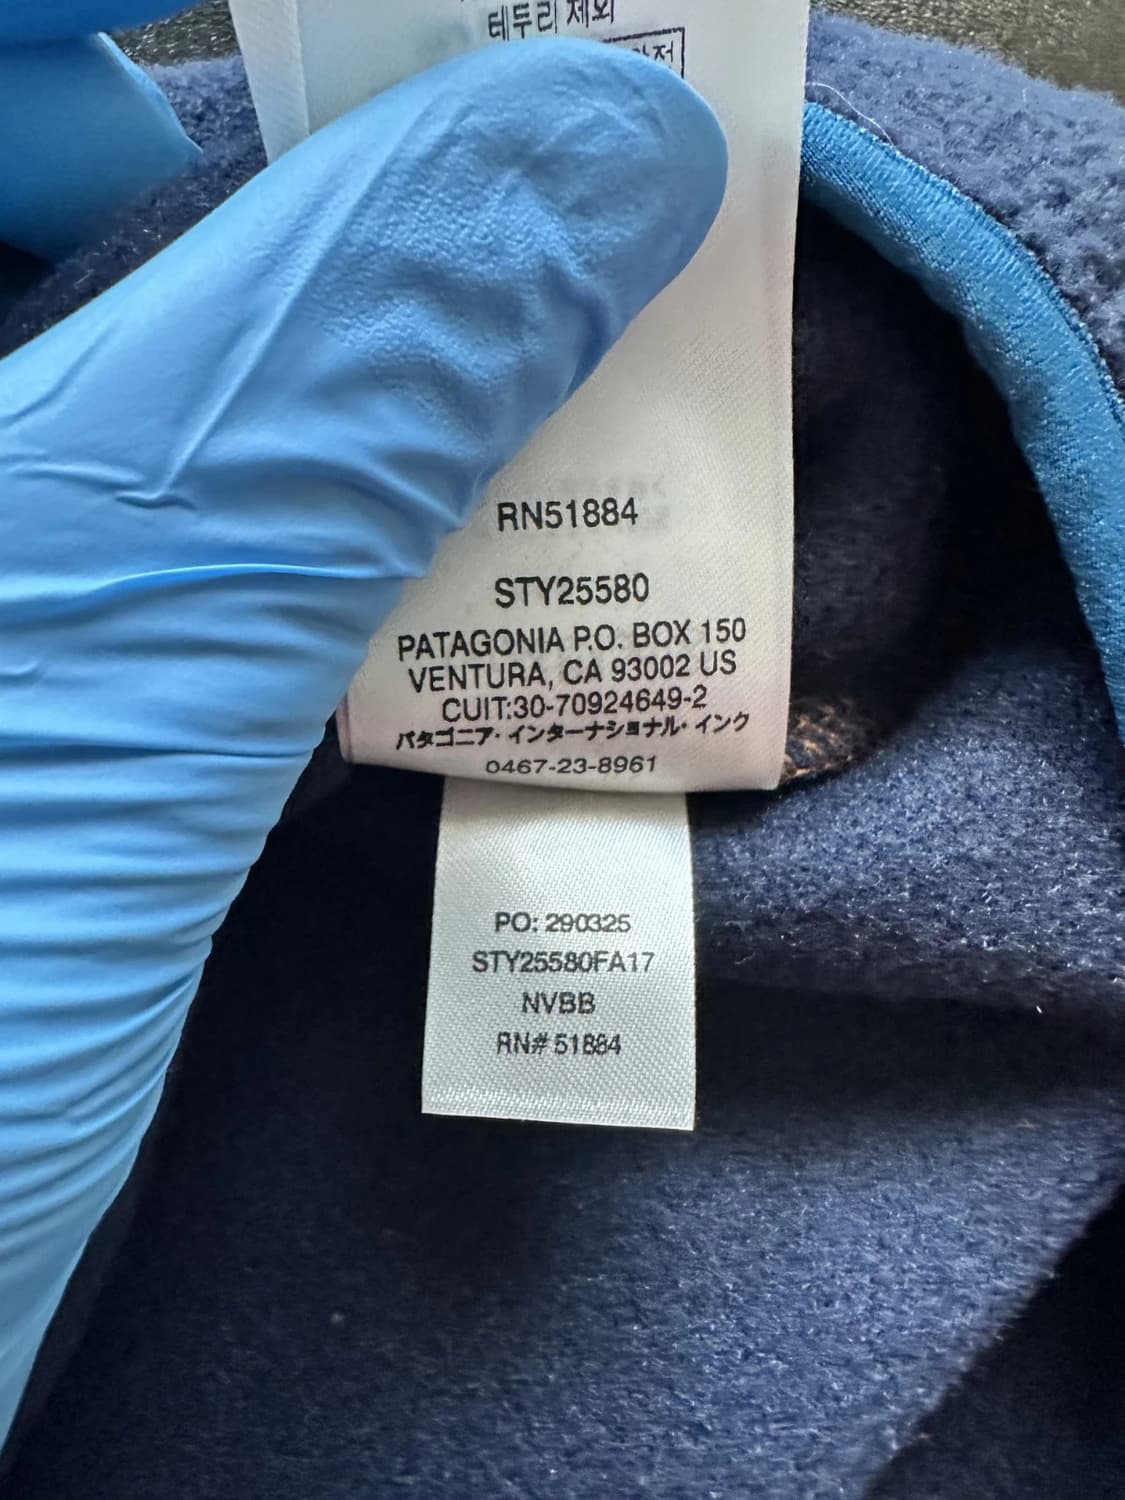 테두리 제외
RN51884
STY25580
PATAGONIA P.O. BOX 150
VENTURA, CA 93002 US
CUIT:30-70924649-2
パタゴニア・インターナショナル・インク
0467-23-8961
PO: 290325
STY25580FA17
NVBB
RN# 51884